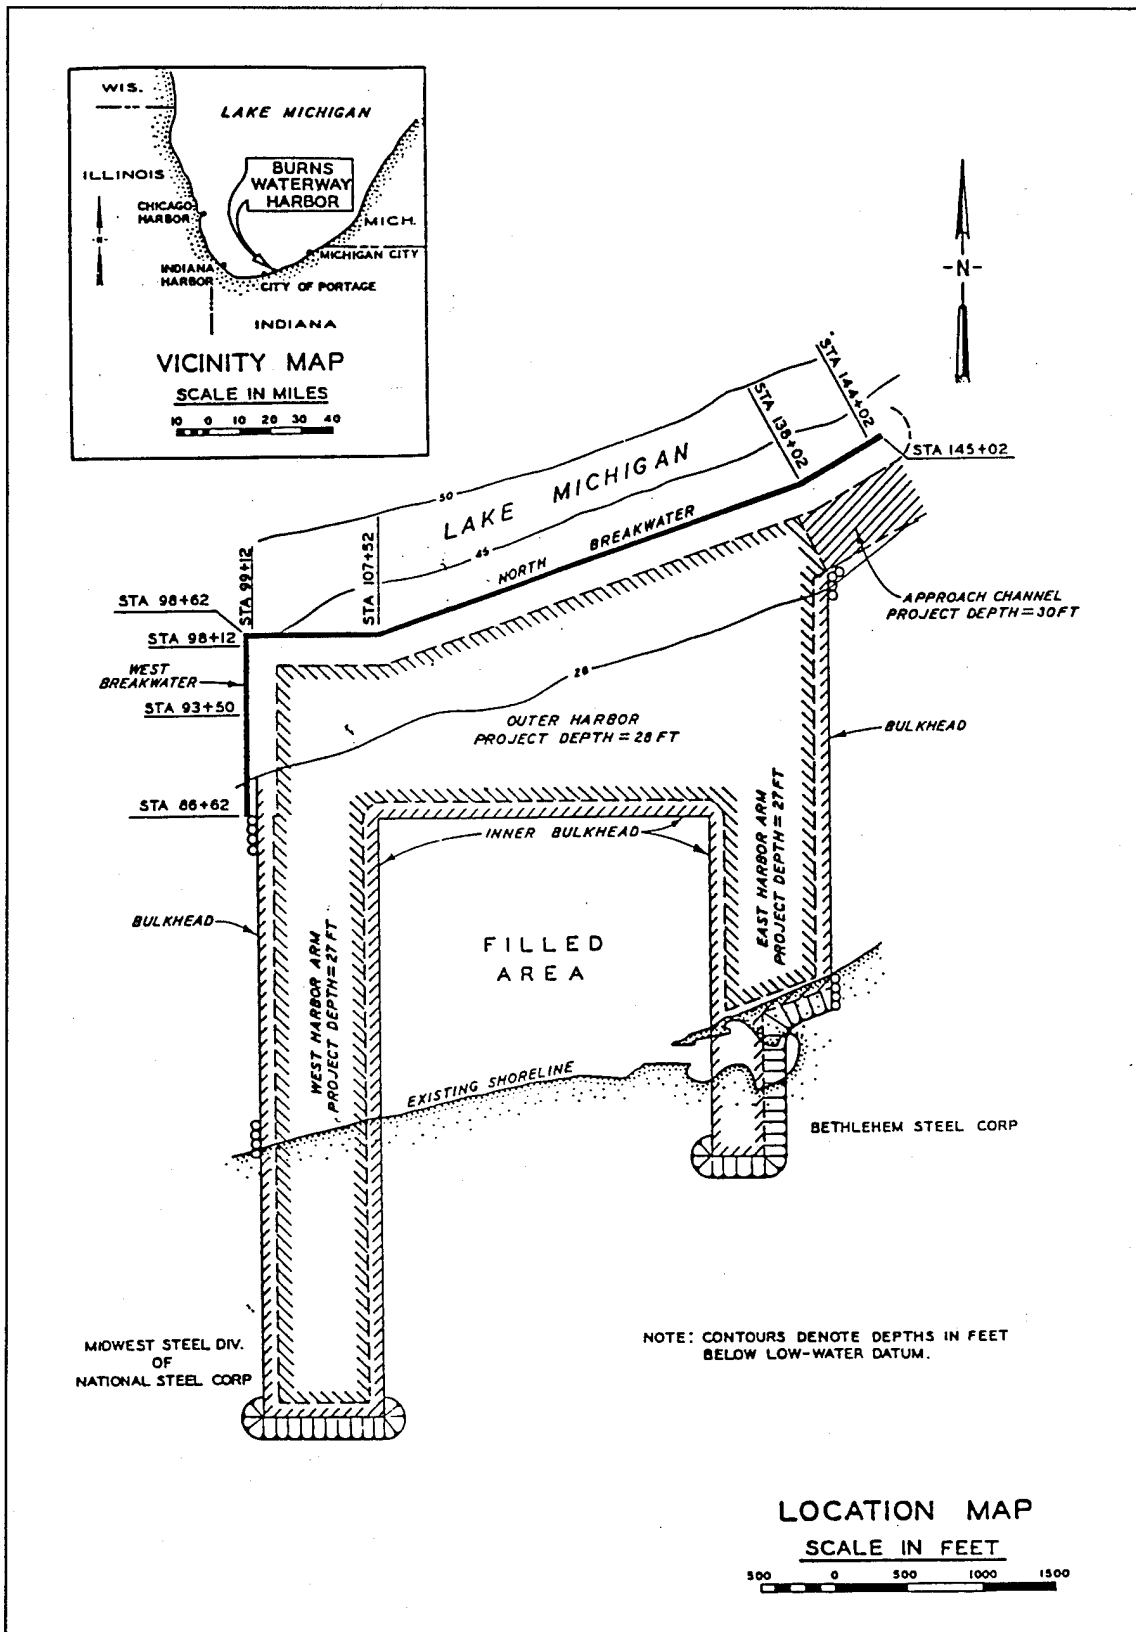 WIS.
LAKE MICHIGAN
ILLINOIS
BURNS
WATERWAY
HARBOR
CHICAGO
HARBOR
MICH.
MICHIGAN CITY
INDIANA
HARBOR
CITY OF PORTAGE
INDIANA
VICINITY MAP
SCALE IN MILES
10 0 10 20 30 40
-N-
STA 144+02
STA 138+02
STA 145+02
50
LAKE MICHIGAN
45
NORTH BREAKWATER
STA 99+12
STA 107+52
STA 98+62
STA 98+12
WEST
BREAKWATER
STA 93+50
STA 86+62
APPROACH CHANNEL
PROJECT DEPTH=30FT
28
OUTER HARBOR
PROJECT DEPTH=28 FT
BULKHEAD
INNER BULKHEAD
EAST HARBOR ARM
PROJECT DEPTH=27FT
BULKHEAD
FILLED
AREA
WEST HARBOR ARM
PROJECT DEPTH=27FT
EXISTING SHORELINE
BETHLEHEM STEEL CORP
MIDWEST STEEL DIV.
OF
NATIONAL STEEL CORP
NOTE: CONTOURS DENOTE DEPTHS IN FEET
BELOW LOW-WATER DATUM.
LOCATION MAP
SCALE IN FEET
500 0 500 1000 1500